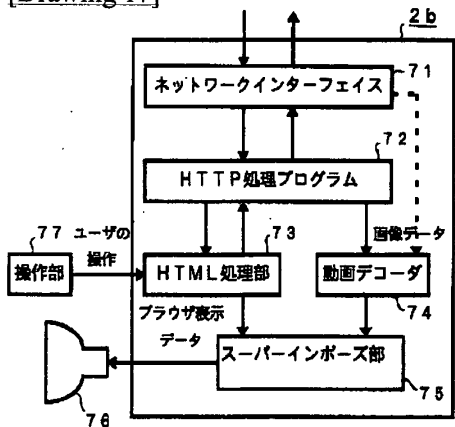 2b
ネットワークインターフェイス
71
72
HTTP処理プログラム
77
ユーザの
操作
73
画像データ
操作部
HTML処理部
動画デコーダ
ブラウザ表示
データ
74
スーパーインポーズ部
75
76